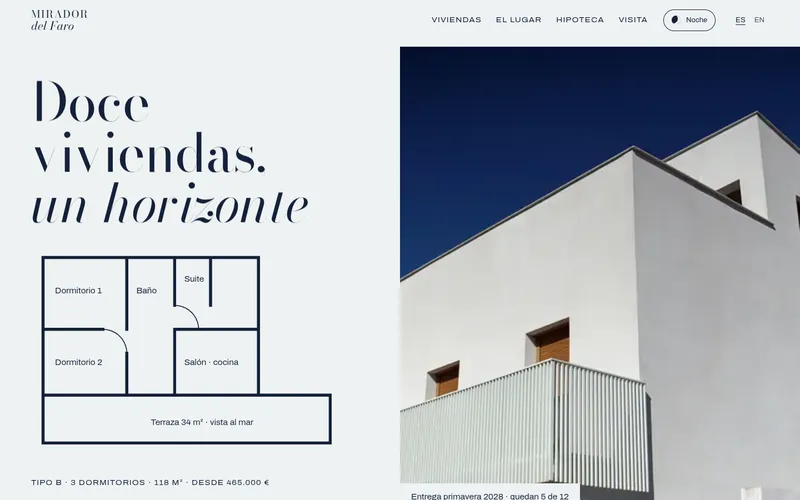 MIRADOR
del Faro
VIVIENDAS EL LUGAR HIPOTECA VISITA Noche ES EN
Doce
viviendas.
un horizonte
Dormitorio 1
Baño
Suite
Dormitorio 2
Salón · cocina
Terraza 34 m² · vista al mar
TIPO B · 3 DORMITORIOS · 118 M² · DESDE 465.000 €
Entrega primavera 2028 · quedan 5 de 12